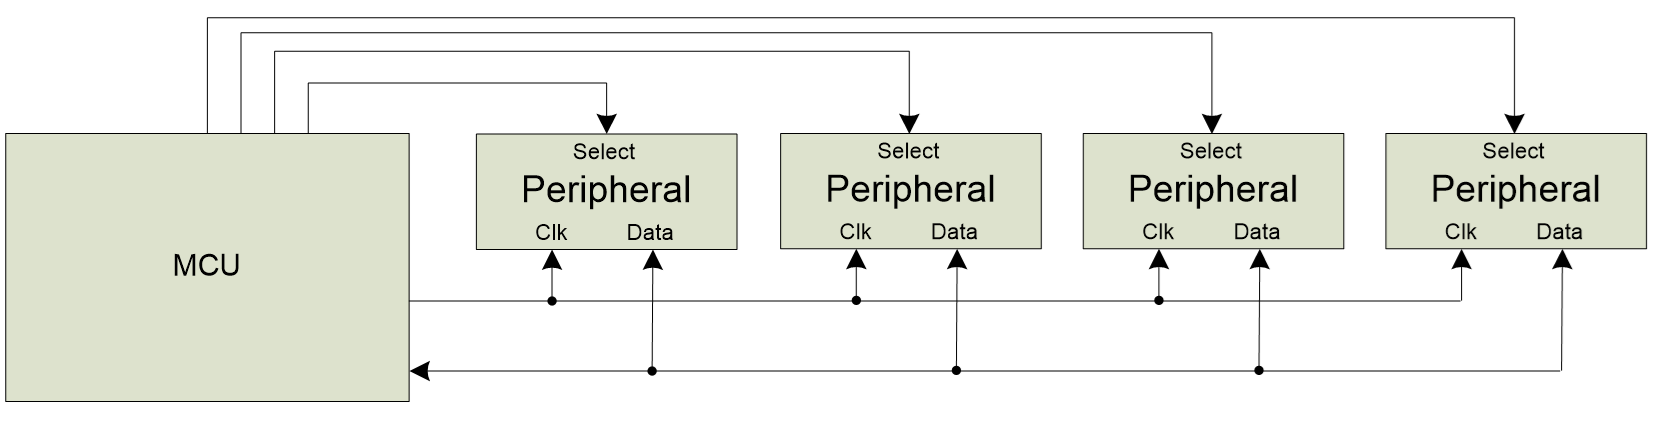 MCU
Select
Peripheral
Clk Data
Select
Peripheral
Clk Data
Select
Peripheral
Clk Data
Select
Peripheral
Clk Data